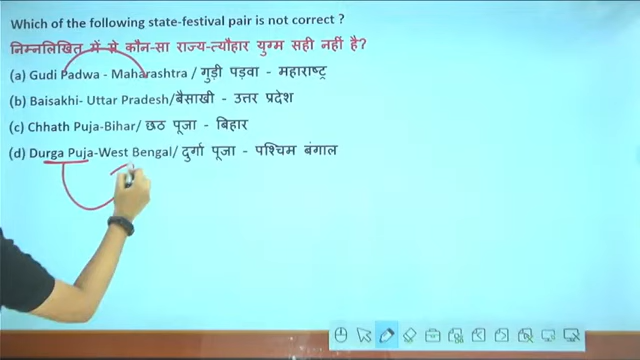 Which of the following state-festival pair is not correct ?
निम्नलिखित में से कौन-सा राज्य-त्यौहार युग्म सही नहीं है?
(a) Gudi Padwa - Maharashtra / गुड़ी पड़वा - महाराष्ट्र
(b) Baisakhi- Uttar Pradesh/बैसाखी - उत्तर प्रदेश
(c) Chhath Puja-Bihar/ छठ पूजा - बिहार
(d) Durga Puja-West Bengal/ दुर्गा पूजा - पश्चिम बंगाल